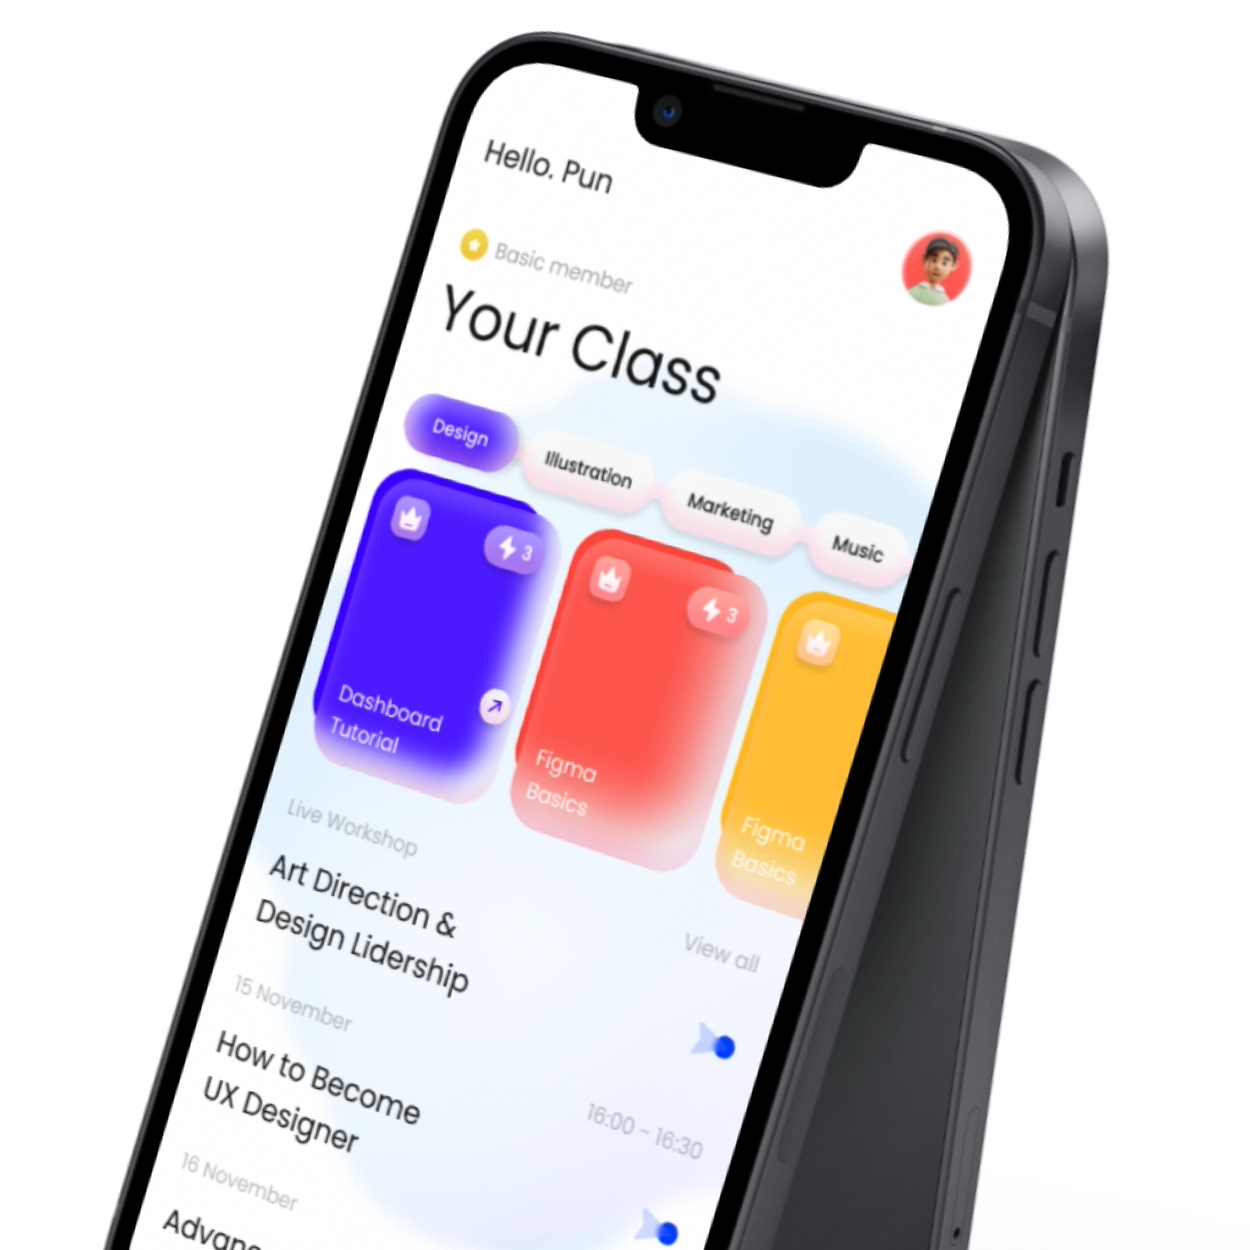 Hello. Pun
Basic member
Your Class
Design
Illustration
Marketing
Music
3
3
Dashboard
Tutorial
Figma
Basics
Figma
Basics
Live Workshop
View all
Art Direction &
Design Lidership
15 November
16:00 - 16:30
How to Become
UX Designer
16 November